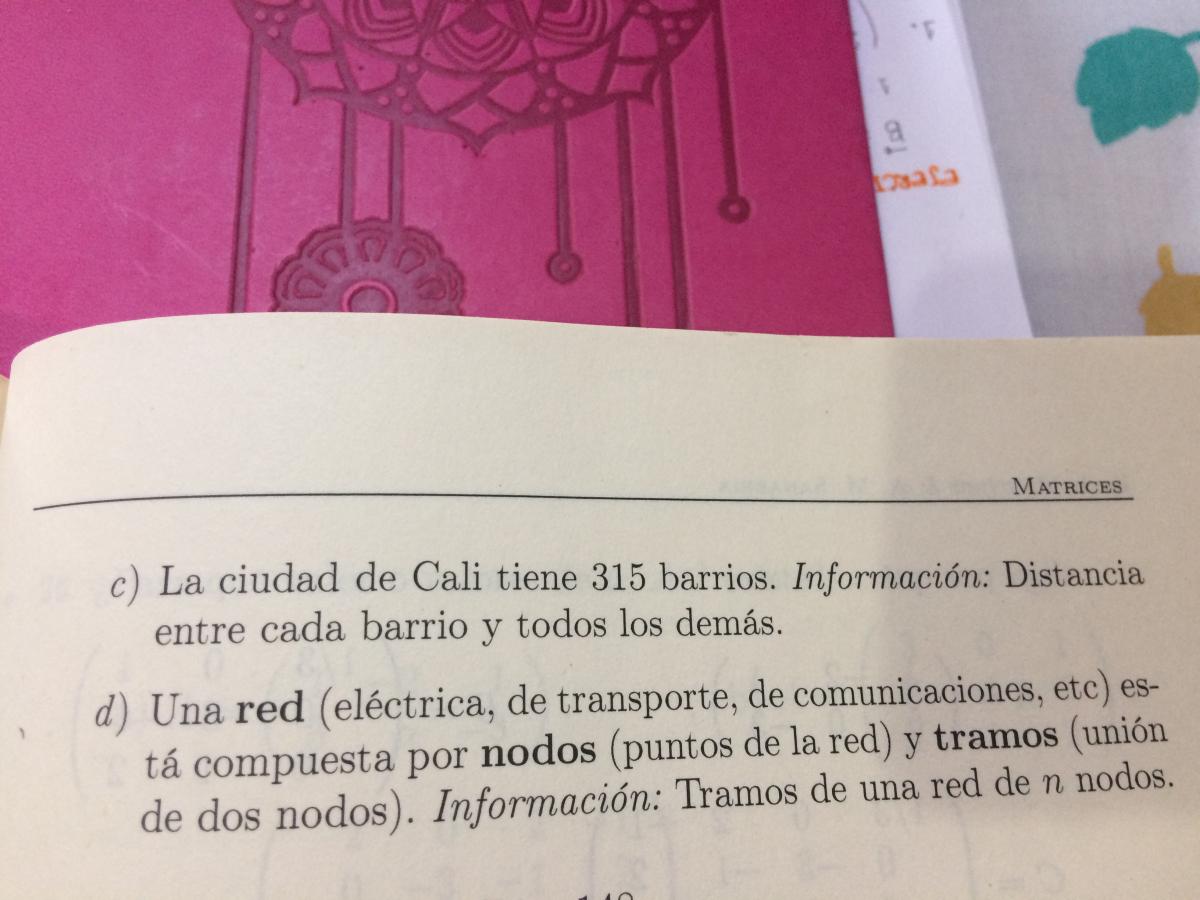 MATRICES
c) La ciudad de Cali tiene 315 barrios. Información: Distancia
entre cada barrio y todos los demás.
d) Una red (eléctrica, de transporte, de comunicaciones, etc) es-
tá compuesta por nodos (puntos de la red) y tramos (unión
de dos nodos). Información: Tramos de una red de n nodos.